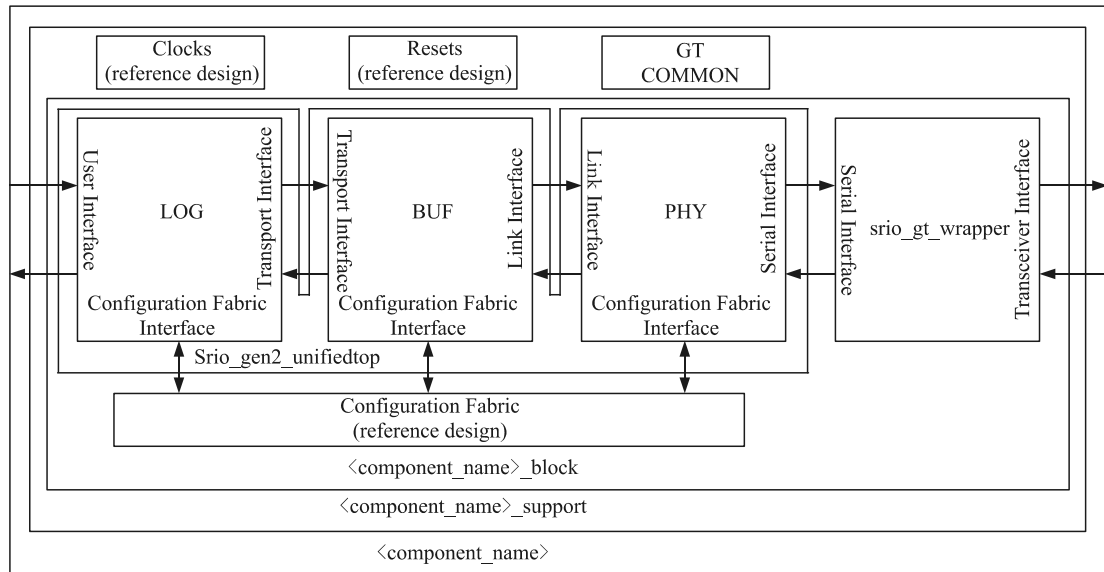 Clocks
(reference design)
Resets
(reference design)
GT
COMMON
User Interface
LOG
Transport Interface
Configuration Fabric
Interface
Transport Interface
BUF
Link Interface
Configuration Fabric
Interface
Link Interface
PHY
Serial Interface
Configuration Fabric
Interface
Serial Interface
srio_gt_wrapper
Transceiver Interface
Srio_gen2_unifiedtop
Configuration Fabric
(reference design)
<component_name>_block
<component_name>_support
<component_name>